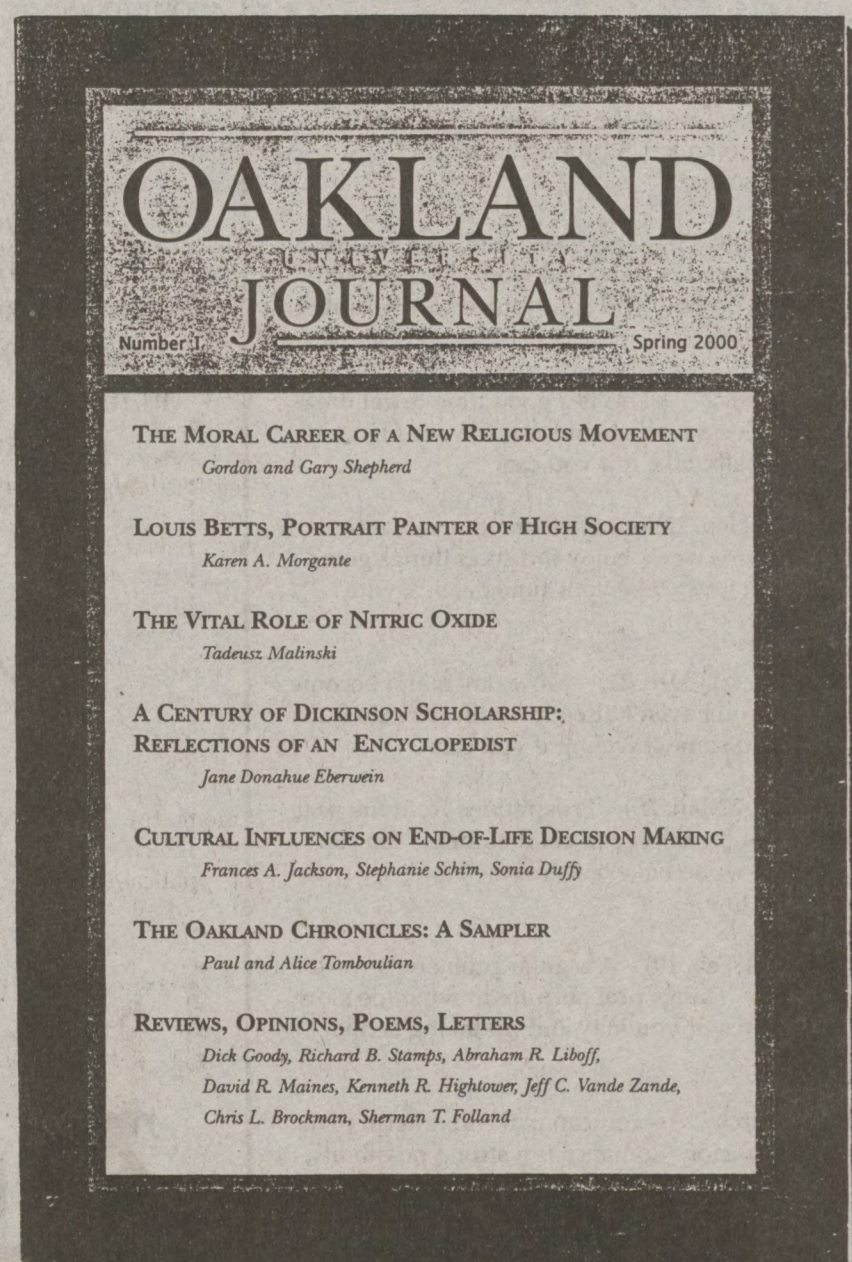 OAKLAND
UNIVERSITY
JOURNAL
Number I
Spring 2000
THE MORAL CAREER OF A NEW RELIGIOUS MOVEMENT
Gordon and Gary Shepherd
LOUIS BETTS, PORTRAIT PAINTER OF HIGH SOCIETY
Karen A. Morgante
THE VITAL ROLE OF NITRIC OXIDE
Tadeusz Malinski
A CENTURY OF DICKINSON SCHOLARSHIP:
REFLECTIONS OF AN ENCYCLOPEDIST
Jane Donahue Eberwein
CULTURAL INFLUENCES ON END-OF-LIFE DECISION MAKING
Frances A. Jackson, Stephanie Schim, Sonia Duffy
THE OAKLAND CHRONICLES: A SAMPLER
Paul and Alice Tomboulian
REVIEWS, OPINIONS, POEMS, LETTERS
Dick Goody, Richard B. Stamps, Abraham R. Liboff,
David R. Maines, Kenneth R. Hightower, Jeff C. Vande Zande,
Chris L. Brockman, Sherman T. Folland